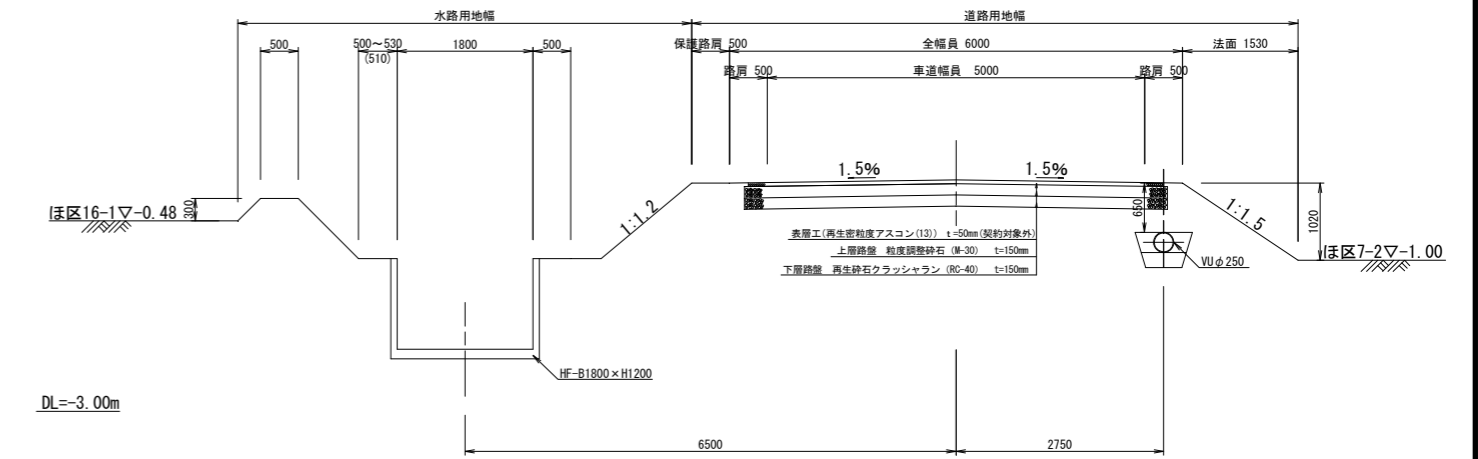 水路用地幅
道路用地幅
500
500～530
(510)
1800
500
保護路肩 500
全幅員 6000
法面 1530
路肩 500
車道幅員 5000
路肩 500
1.5%
1.5%
ほ区16-1▽-0.48
300
1:1.2
650
1:1.5
1020
表層工(再生密粒度アスコン(13)) t=50mm(契約対象外)
上層路盤 粒度調整砕石 (M-30) t=150mm
下層路盤 再生砕石クラッシャラン (RC-40) t=150mm
VUφ250
ほ区7-2▽-1.00
HF-B1800×H1200
DL=-3.00m
6500
2750